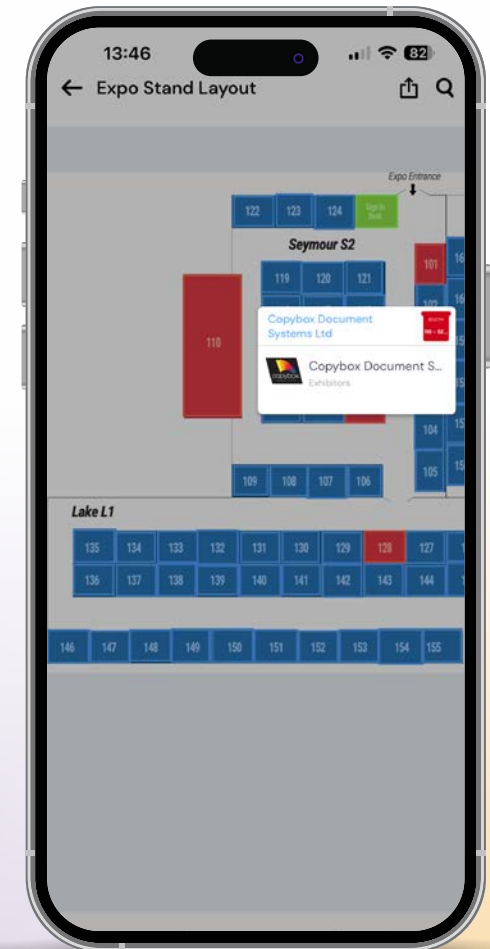 13:46
82
Expo Stand Layout
Expo Entrance
122 123 124
Seymour S2
101
119 120 121
110
Copybox Document
Systems Ltd
BOOTH
copybox
Copybox Document S...
Exhibitors
104
105
109 108 107 106
Lake L1
135 134 133 132 131 130 129 128 127
136 137 138 139 140 141 142 143 144
146 147 148 149 150 151 152 153 154 155